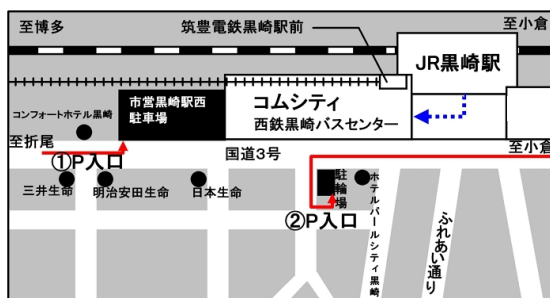 至博多
筑豊電鉄黒崎駅前
至小倉
JR黒崎駅
市営黒崎駅西
駐車場
コムシティ
西鉄黒崎バスセンター
コンフォートホテル黒崎
至折尾
①P入口
国道3号
至小倉
三井生命
明治安田生命
日本生命
駐輪場
ホテルパールシティ黒崎
②P入口
ふれあい通り